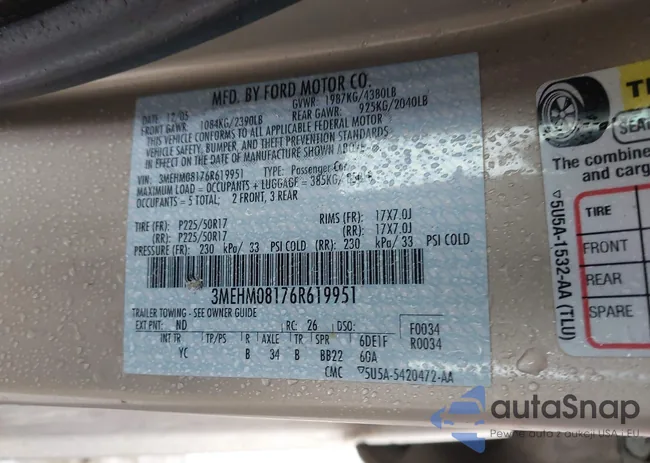 MFD. BY FORD MOTOR CO.
DATE: 12/05 GVWR: 1987KG/4380LB
FRONT GAWR: 1084KG/2390LB REAR GAWR: 925KG/2040LB
THIS VEHICLE CONFORMS TO ALL APPLICABLE FEDERAL MOTOR
VEHICLE SAFETY, BUMPER, AND THEFT PREVENTION STANDARDS
IN EFFECT ON THE DATE OF MANUFACTURE SHOWN ABOVE.
VIN: 3MEHM08176R619951 TYPE: Passenger Car
MAXIMUM LOAD = OCCUPANTS + LUGGAGE = 385KG/
OCCUPANTS = 5 TOTAL: 2 FRONT, 3 REAR
TIRE (FR): P225/50R17 RIMS (FR): 17X7.0J
(RR): P225/50R17 (RR): 17X7.0J
PRESSURE (FR): 230 kPa/ 33 PSI COLD (RR): 230 kPa/ 33 PSI COLD
3MEHM08176R619951
TRAILER TOWING - SEE OWNER GUIDE
EXT PNT: ND RC: 26 DSO: F0034
INT TR TP/PS R AXLE TR SPR 6DE1F R0034
YC B 34 B BB22 60A
CMC ▽5U5A-5420472-AA
The combine
and carg
TIRE
FRONT
REAR
SPARE
▽5U5A-1532-AA (TLU)
autaSnap
Pewne auto z aukcji USA i EU